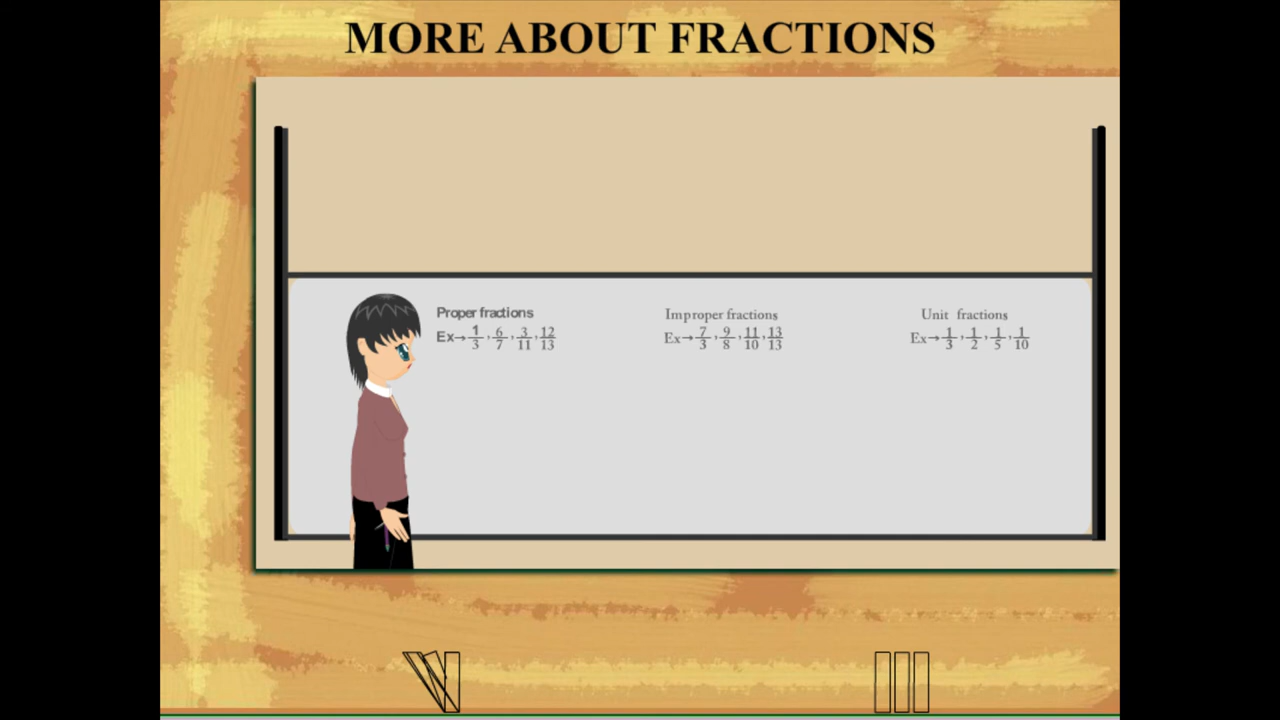 MORE ABOUT FRACTIONS
Proper fractions
Ex→ 1/3 , 6/7 , 3/11 , 12/13
Improper fractions
Ex→ 7/3 , 9/8 , 11/10 , 13/13
Unit fractions
Ex→ 1/3 , 1/2 , 1/5 , 1/10